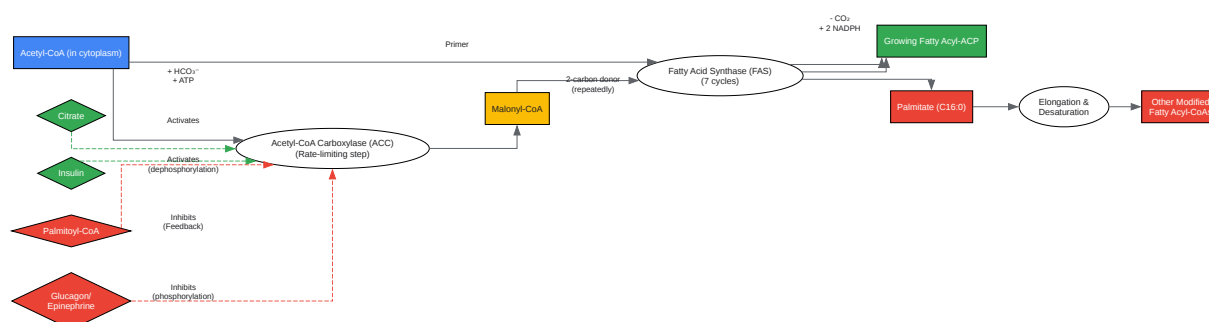 - CO₂
+ 2 NADPH
Growing Fatty Acyl-ACP
Primer
Acetyl-CoA (in cytoplasm)
+ HCO₃⁻
+ ATP
Fatty Acid Synthase (FAS)
(7 cycles)
2-carbon donor
(repeatedly)
Malonyl-CoA
Palmitate (C16:0)
Elongation &
Desaturation
Other Modified
Fatty Acyl-CoAs
Citrate
Activates
Acetyl-CoA Carboxylase (ACC)
(Rate-limiting step)
Insulin
Activates
(dephosphorylation)
Palmitoyl-CoA
Inhibits
(Feedback)
Glucagon/
Epinephrine
Inhibits
(phosphorylation)